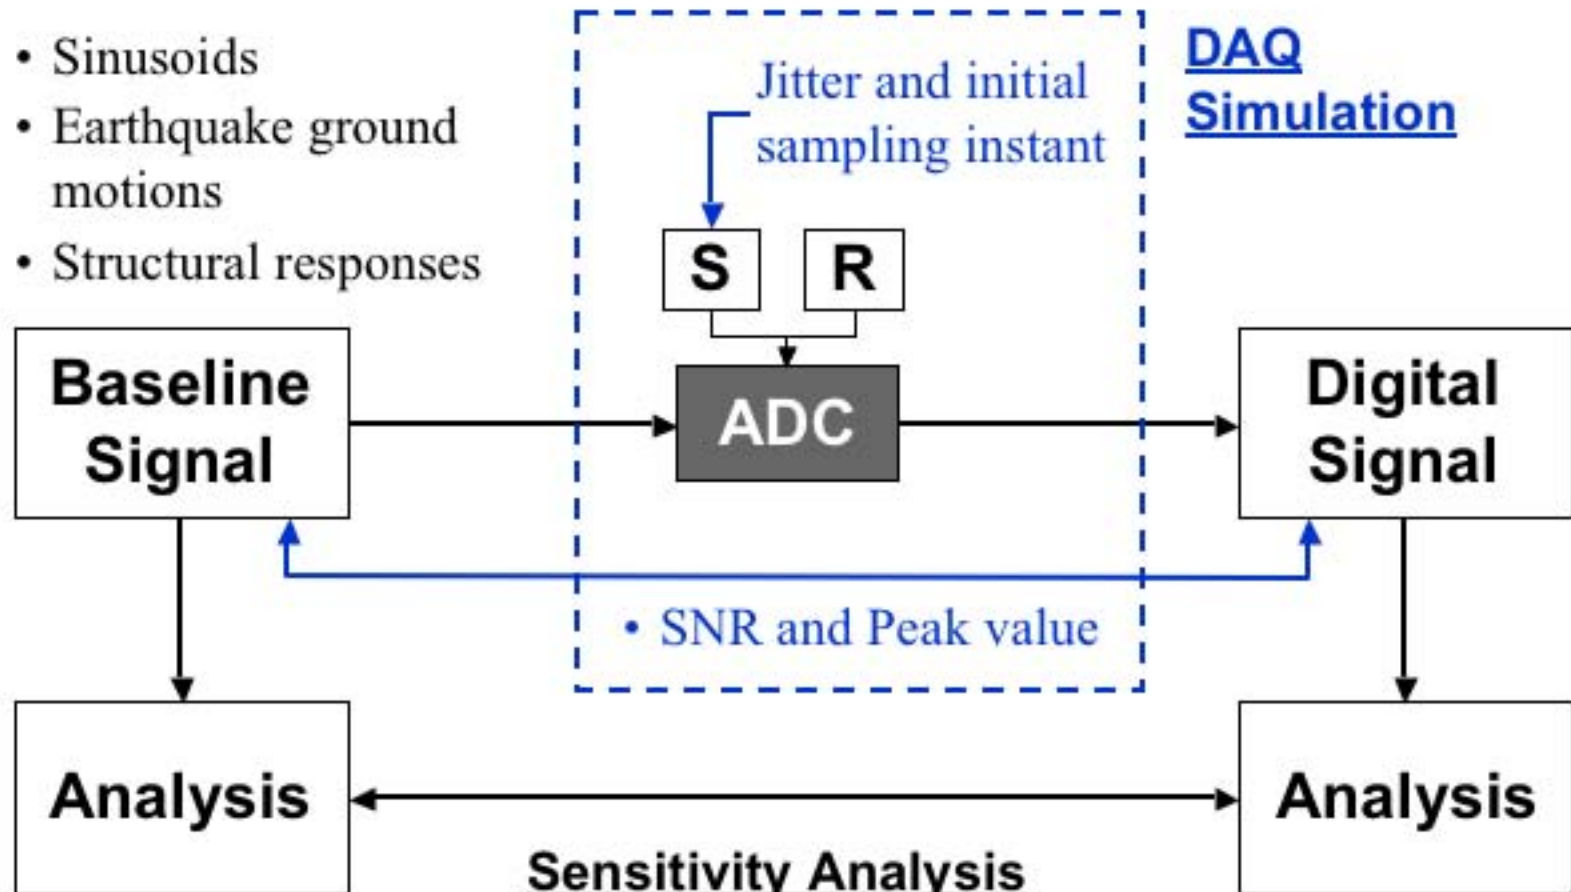 • Sinusoids
• Earthquake ground
motions
• Structural responses
Jitter and initial
sampling instant
DAQ
Simulation
S
R
Baseline
Signal
ADC
Digital
Signal
• SNR and Peak value
Analysis
Analysis
Sensitivity Analysis